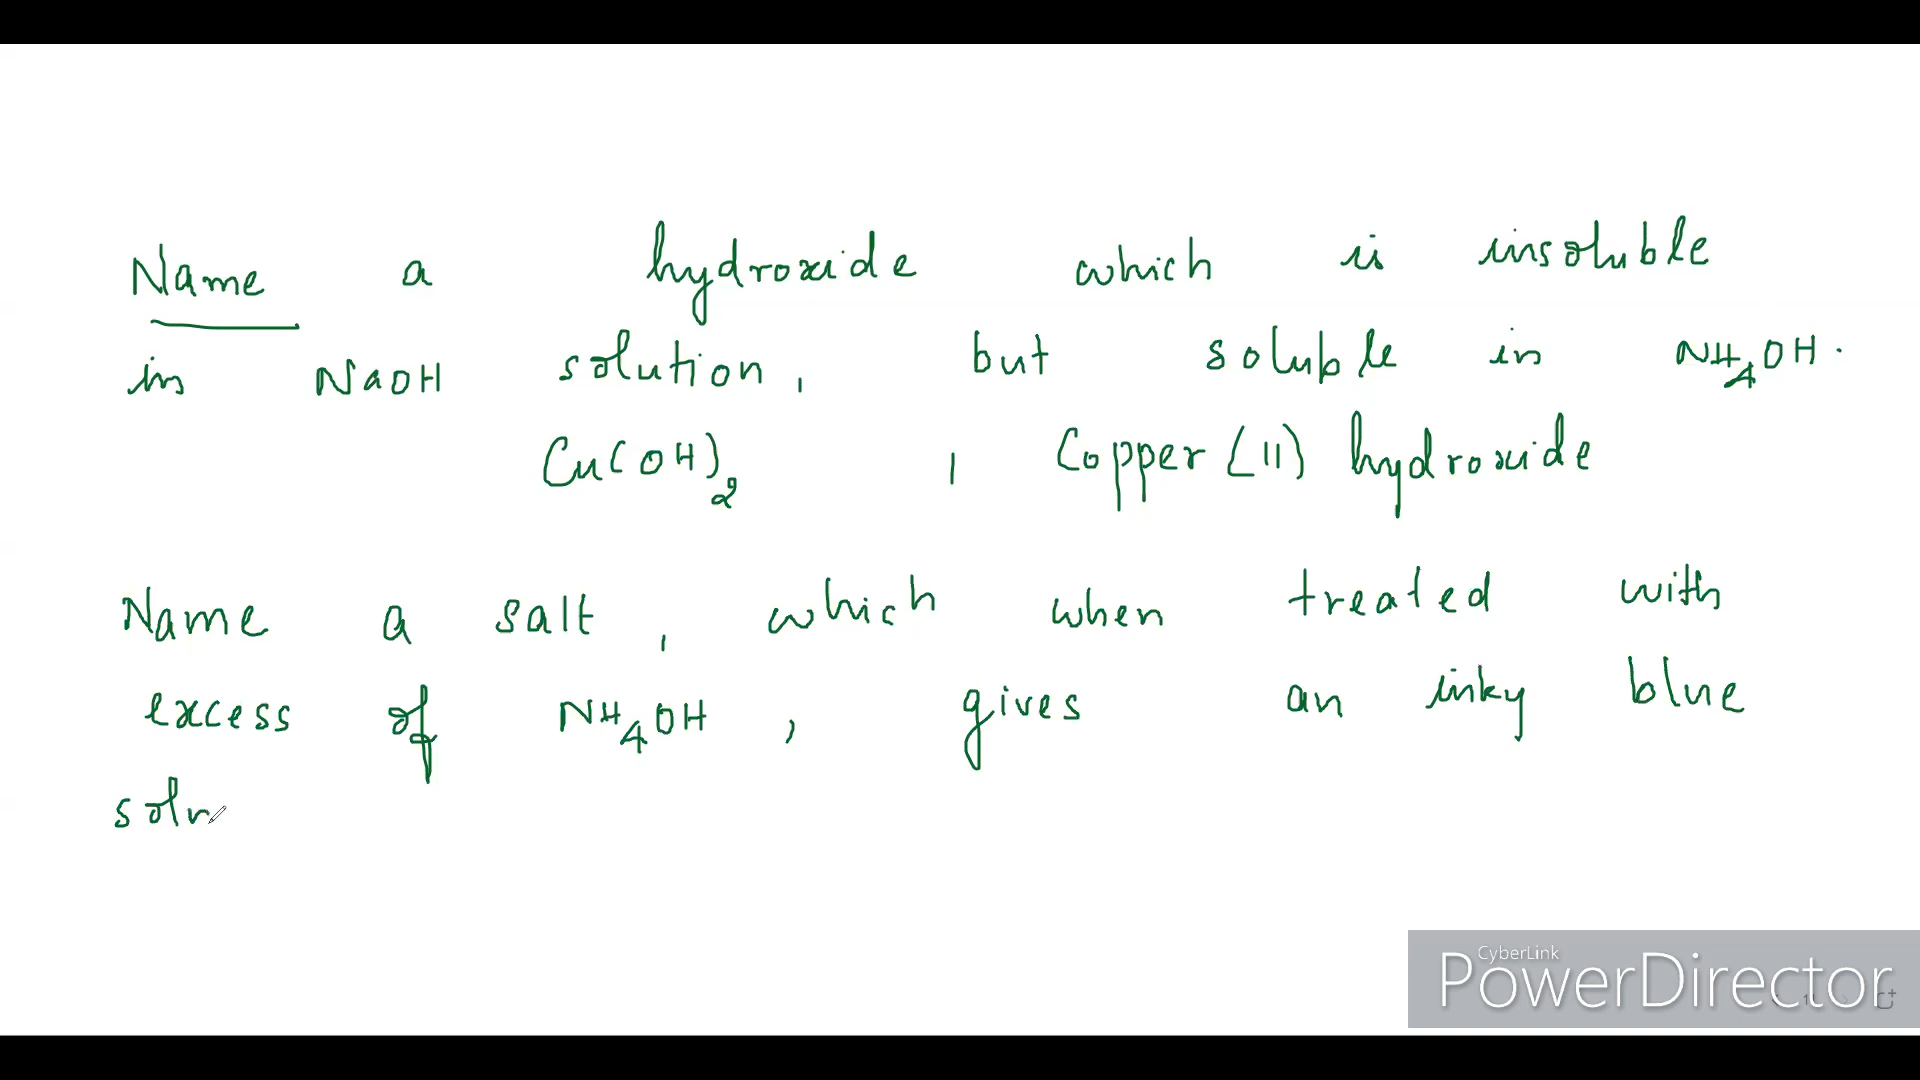 Name a hydroxide which is insoluble
in NaOH solution, but soluble in NH4OH.
Cu(OH)2 , Copper (II) hydroxide
Name a salt, which when treated with
excess of NH4OH, gives an inky blue
soln
CyberLink
PowerDirector